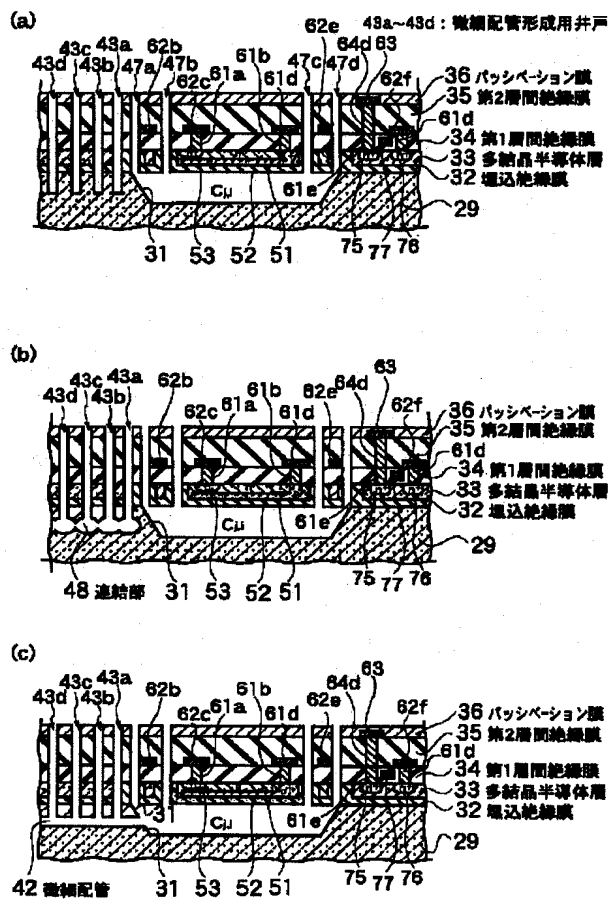 (a)
43a~43d：微細配管形成用井戸
43d 43c 43b 43a 47a 62b 47b 62c 61a 61b 61d 62e 47c 47d 64d 63 62f
36 パッシベーション膜
35 第2層間絶縁膜
61d
34 第1層間絶縁膜
33 多結晶半導体層
32 埋込絶縁膜
Cμ 61e
29
31 53 52 51 75 77 76
(b)
43d 43c 43b 43a 62b 62c 61a 61b 61d 62e 64d 63 62f
36 パッシベーション膜
35 第2層間絶縁膜
61d
34 第1層間絶縁膜
33 多結晶半導体層
32 埋込絶縁膜
Cμ 61e
29
48 連結部 31 53 52 51 75 77 76
(c)
43d 43c 43b 43a 62b 62c 61a 61b 61d 62e 64d 63 62f
36 パッシベーション膜
35 第2層間絶縁膜
61d
34 第1層間絶縁膜
33 多結晶半導体層
32 埋込絶縁膜
31 Cμ 61e
29
42 微細配管 31 53 52 51 75 77 76